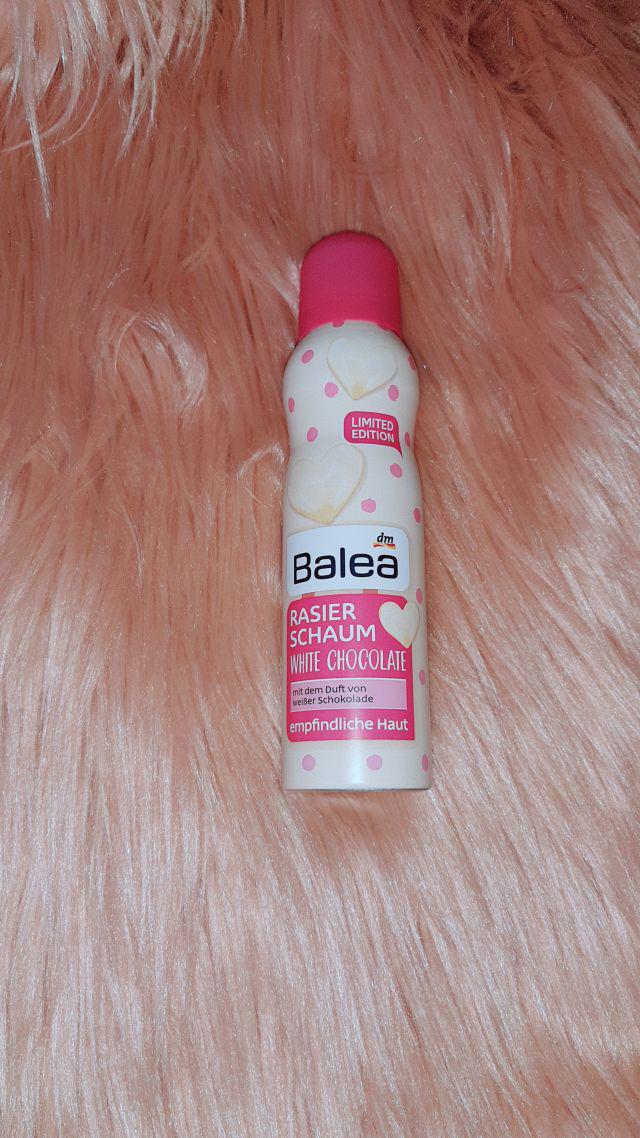 LIMITED
EDITION
dm
Balea
RASIER
SCHAUM
WHITE CHOCOLATE
mit dem Duft von
weißer Schokolade
empfindliche Haut